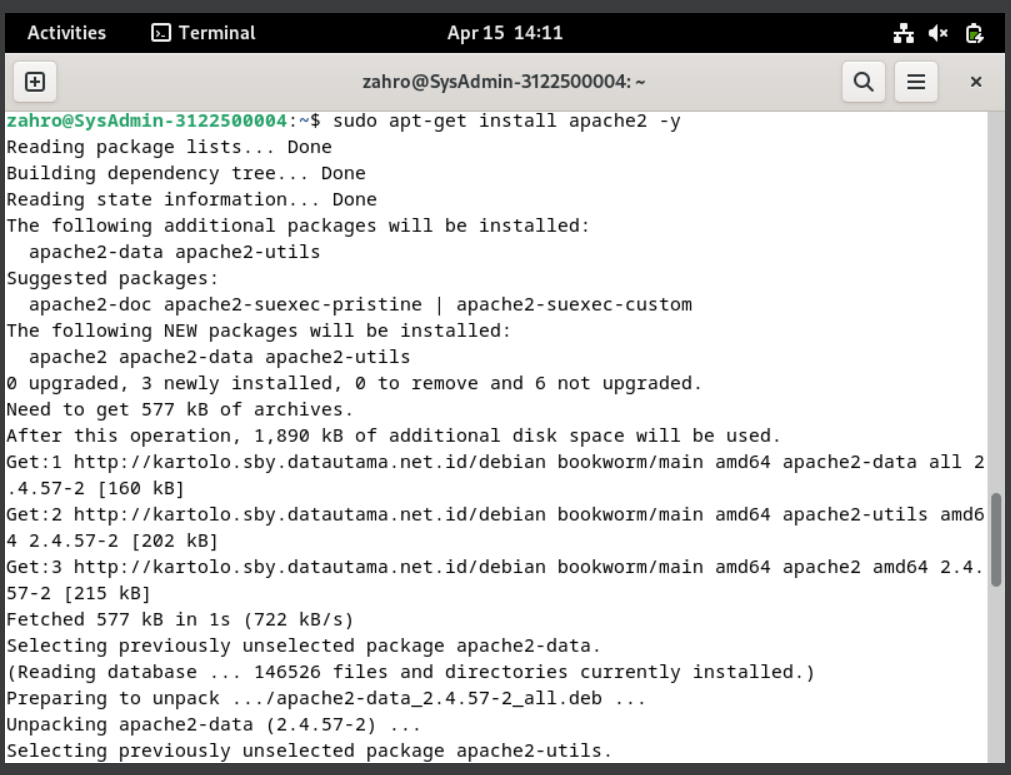 Activities Terminal Apr 15 14:11
zahro@SysAdmin-3122500004: ~
zahro@SysAdmin-3122500004:~$ sudo apt-get install apache2 -y
Reading package lists... Done
Building dependency tree... Done
Reading state information... Done
The following additional packages will be installed:
  apache2-data apache2-utils
Suggested packages:
  apache2-doc apache2-suexec-pristine | apache2-suexec-custom
The following NEW packages will be installed:
  apache2 apache2-data apache2-utils
0 upgraded, 3 newly installed, 0 to remove and 6 not upgraded.
Need to get 577 kB of archives.
After this operation, 1,890 kB of additional disk space will be used.
Get:1 http://kartolo.sby.datautama.net.id/debian bookworm/main amd64 apache2-data all 2
.4.57-2 [160 kB]
Get:2 http://kartolo.sby.datautama.net.id/debian bookworm/main amd64 apache2-utils amd6
4 2.4.57-2 [202 kB]
Get:3 http://kartolo.sby.datautama.net.id/debian bookworm/main amd64 apache2 amd64 2.4.
57-2 [215 kB]
Fetched 577 kB in 1s (722 kB/s)
Selecting previously unselected package apache2-data.
(Reading database ... 146526 files and directories currently installed.)
Preparing to unpack .../apache2-data_2.4.57-2_all.deb ...
Unpacking apache2-data (2.4.57-2) ...
Selecting previously unselected package apache2-utils.